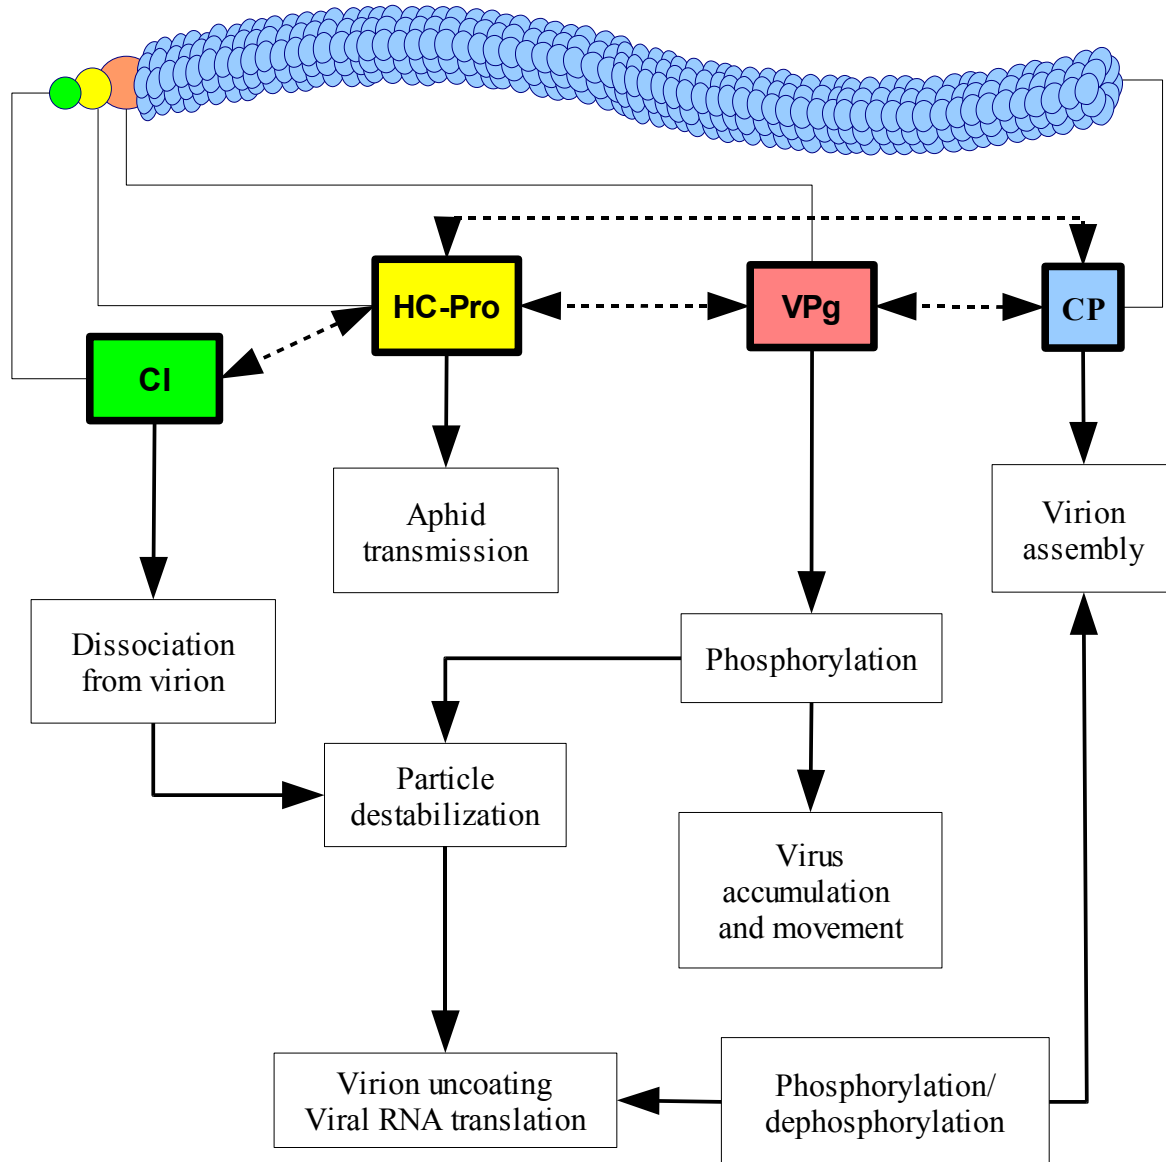 HC-Pro
VPg
CP
CI
Aphid
transmission
Virion
assembly
Dissociation
from virion
Phosphorylation
Particle
destabilization
Virus
accumulation
and movement
Virion uncoating
Viral RNA translation
Phosphorylation/
dephosphorylation